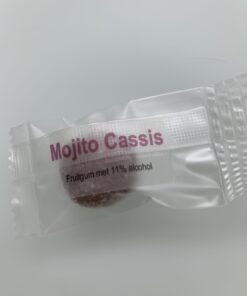 Mojito Cassis
Fruitgum met 11% alcohol